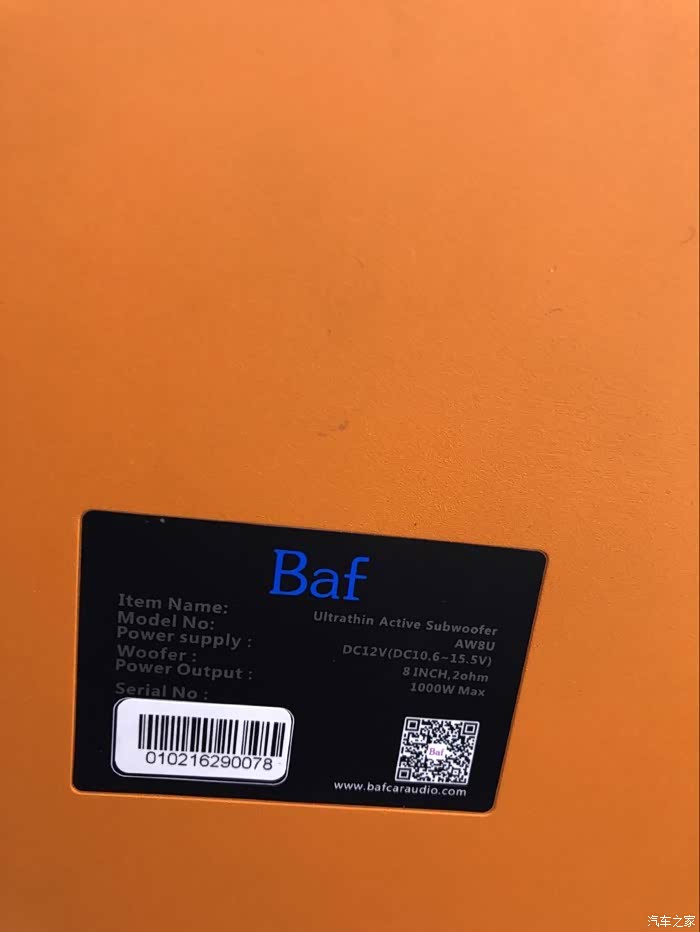 Baf
Item Name: Ultrathin Active Subwoofer
Model No: AW8U
Power supply : DC12V(DC10.6~15.5V)
Woofer : 8 INCH,2ohm
Power Output : 1000W Max
Serial No :
010216290078
Baf
www.bafcaraudio.com
汽车之家